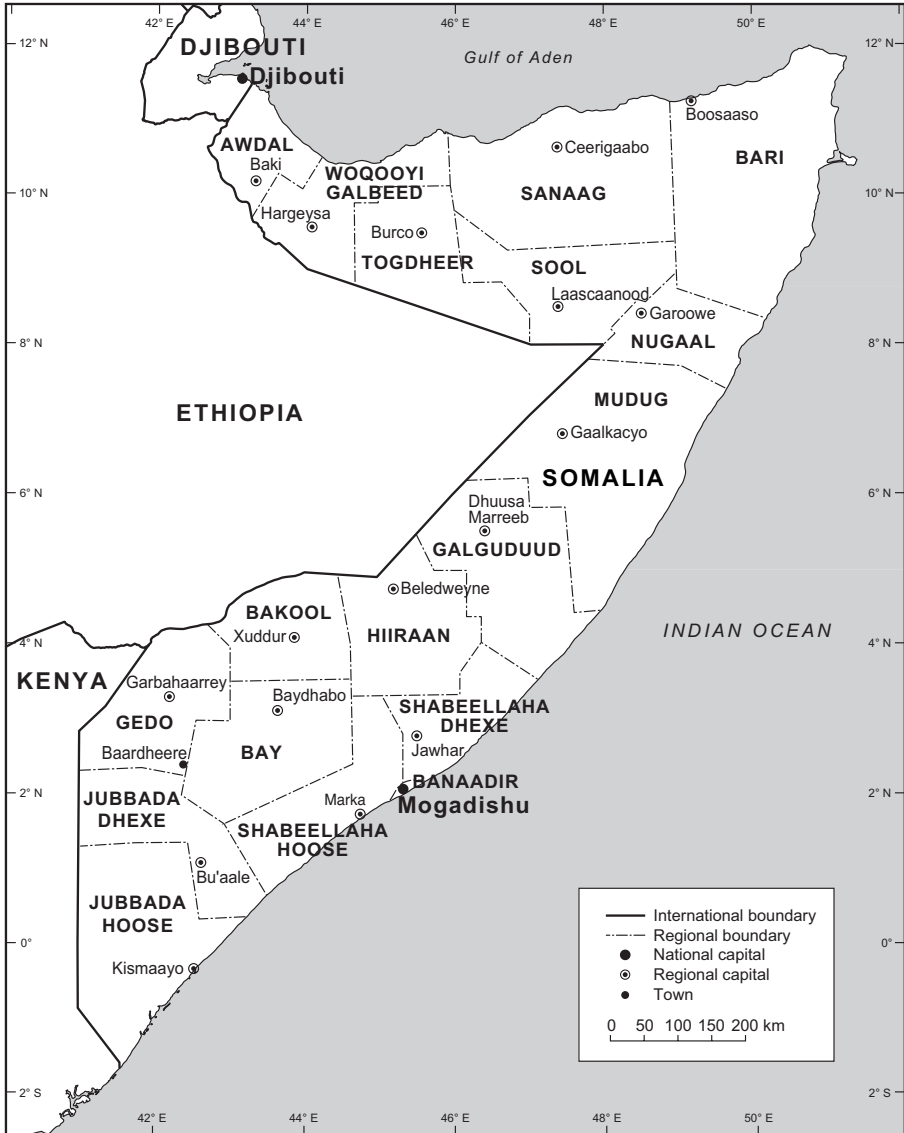 42° E
44° E
46° E
48° E
50° E
12° N
12° N
DJIBOUTI
Djibouti
Gulf of Aden
Boosaaso
AWDAL
Baki
Ceerigaabo
BARI
WOQOOYI
GALBEED
SANAAG
10° N
10° N
Hargeysa
Burco
TOGDHEER
SOOL
Laascaanood
Garoowe
8° N
8° N
NUGAAL
ETHIOPIA
MUDUG
Gaalkacyo
SOMALIA
6° N
6° N
Dhuusa
Marreeb
GALGUDUUD
Beledweyne
BAKOOL
Xuddur
HIIRAAN
INDIAN OCEAN
4° N
4° N
KENYA
Garbahaarrey
Baydhabo
GEDO
SHABEELLAHA
DHEXE
Baardheere
BAY
Jawhar
2° N
2° N
BANAADIR
Mogadishu
JUBBADA
DHEXE
Marka
SHABEELLAHA
HOOSE
Bu'aale
JUBBADA
HOOSE
0°
0°
Kismaayo
International boundary
Regional boundary
National capital
Regional capital
Town
0 50 100 150 200 km
2° S
2° S
42° E
44° E
46° E
48° E
50° E